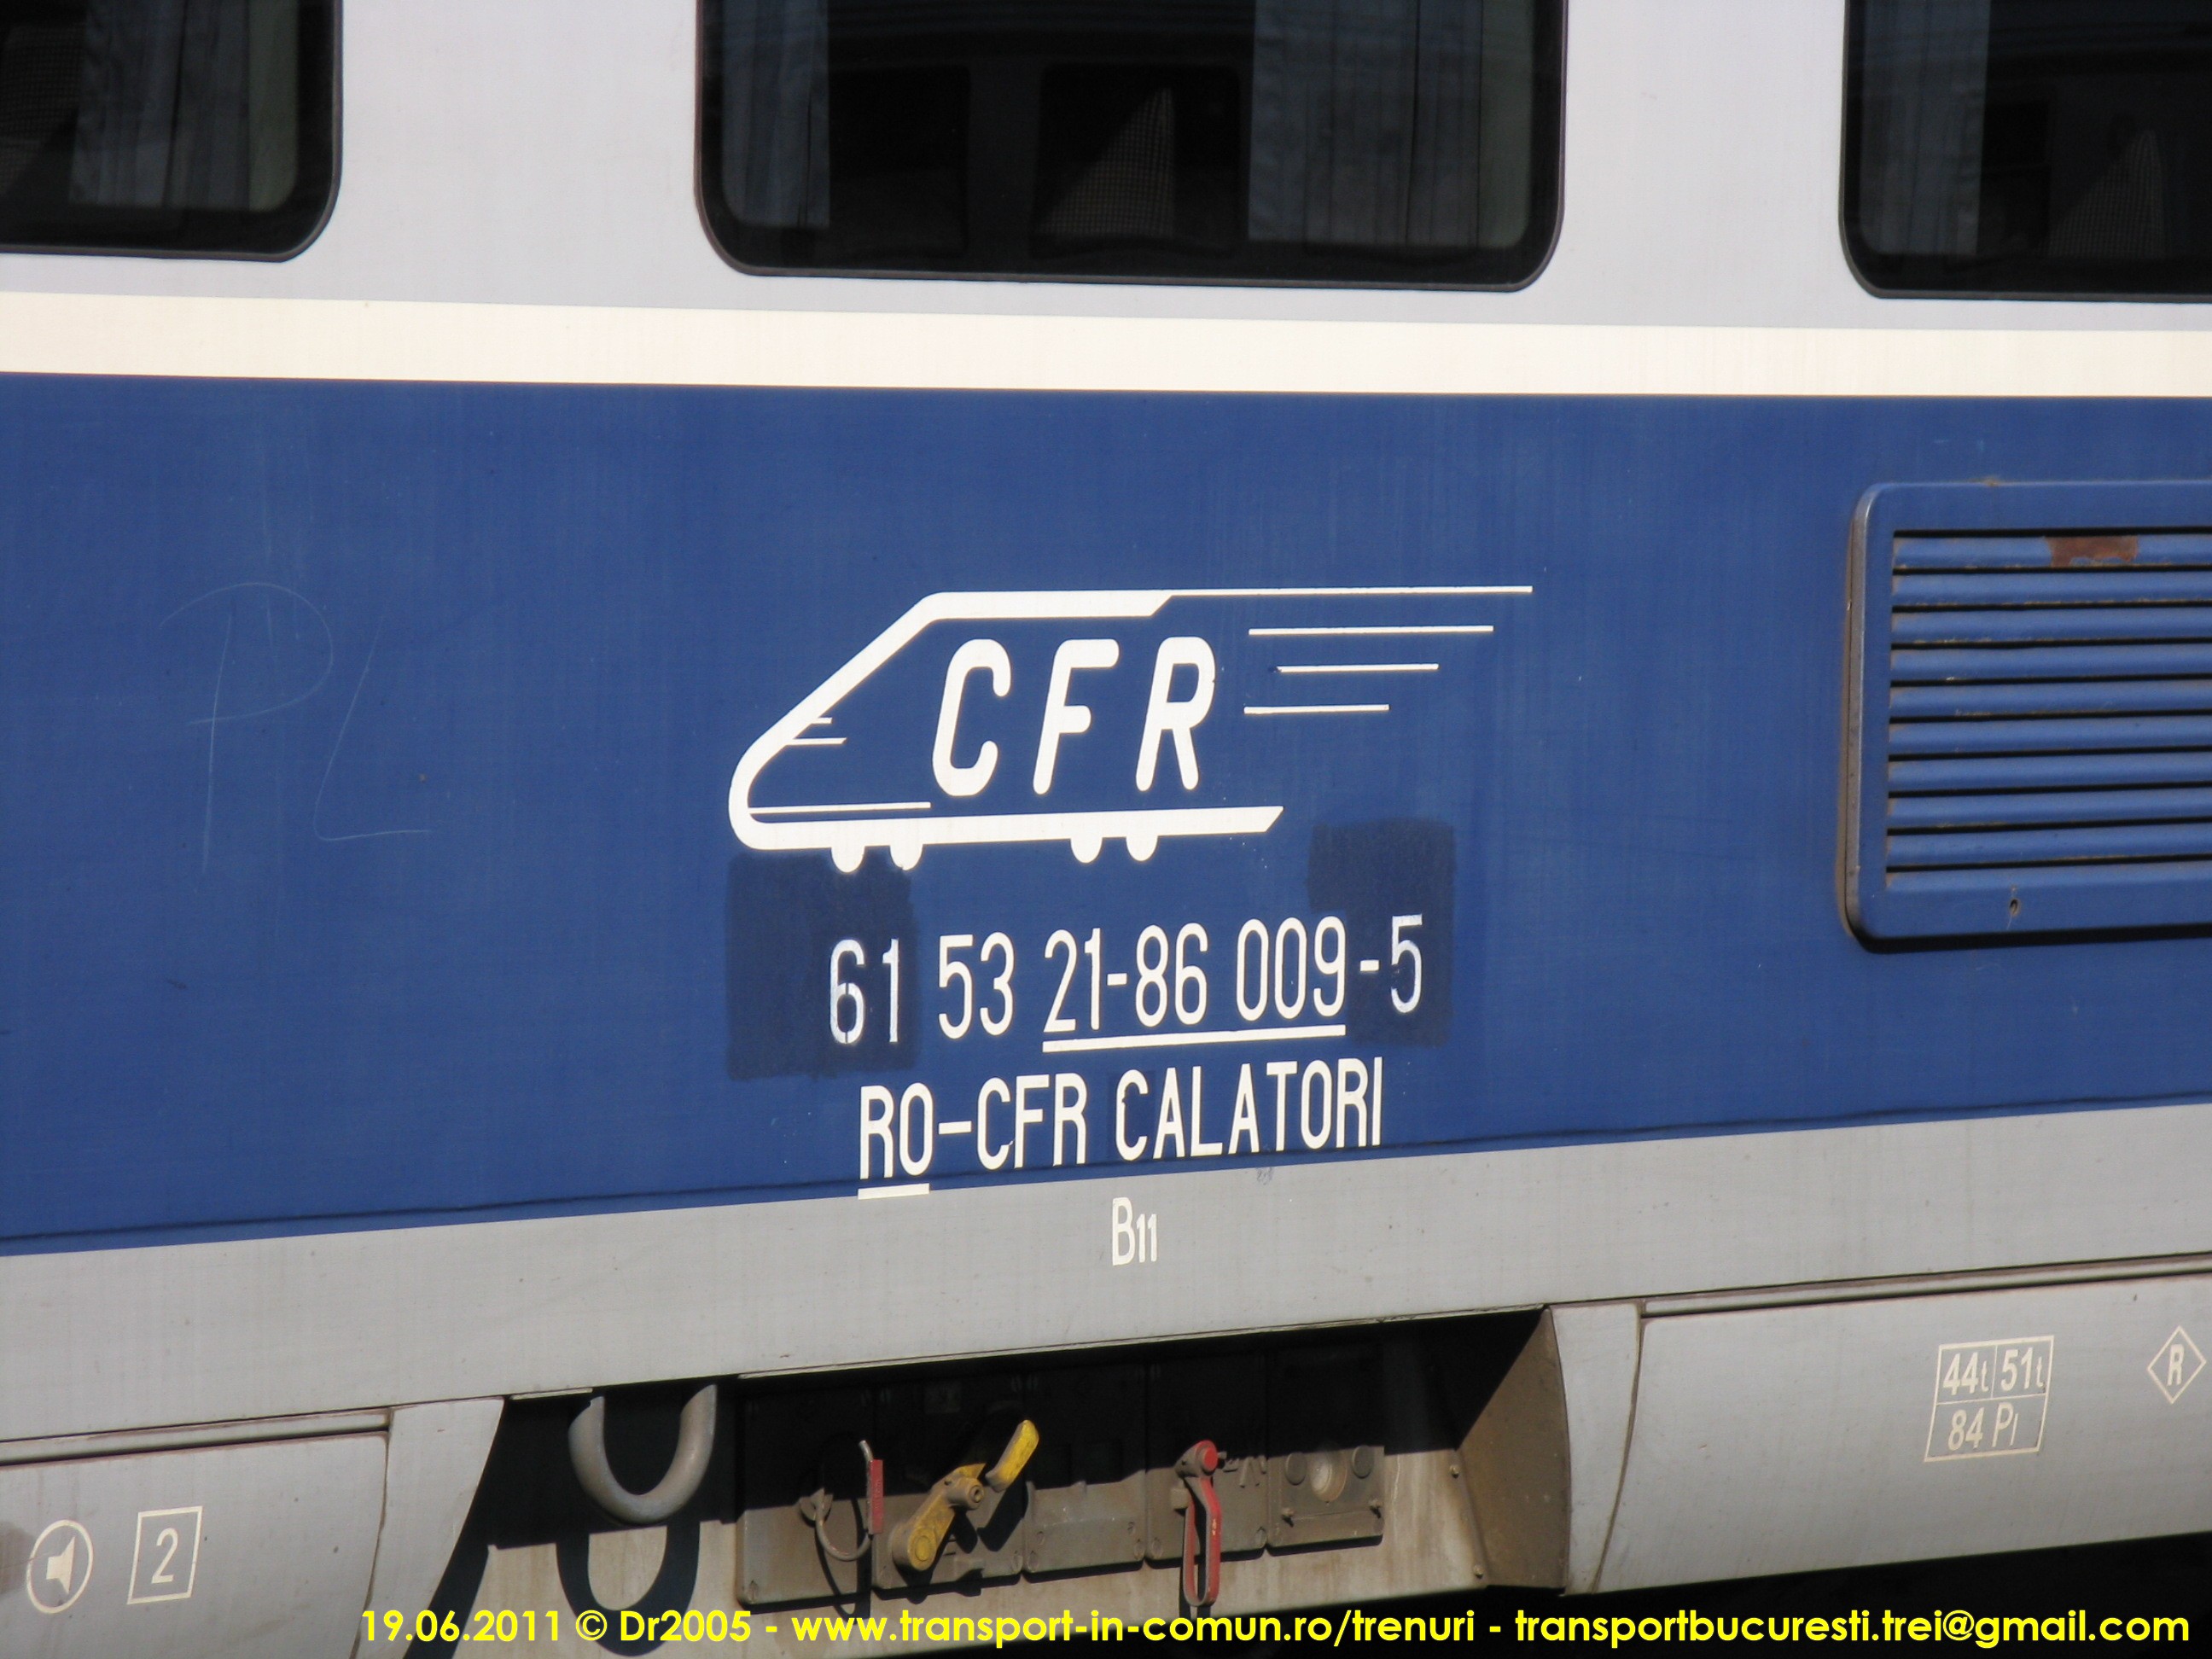 PL
CFR
61 53 21-86 009-5
RO-CFR CALATORI
B11
44t 51t
84 P
R
2
19.06.2011 © Dr2005 - www.transport-in-comun.ro/trenuri - transportbucuresti.trei@gmail.com